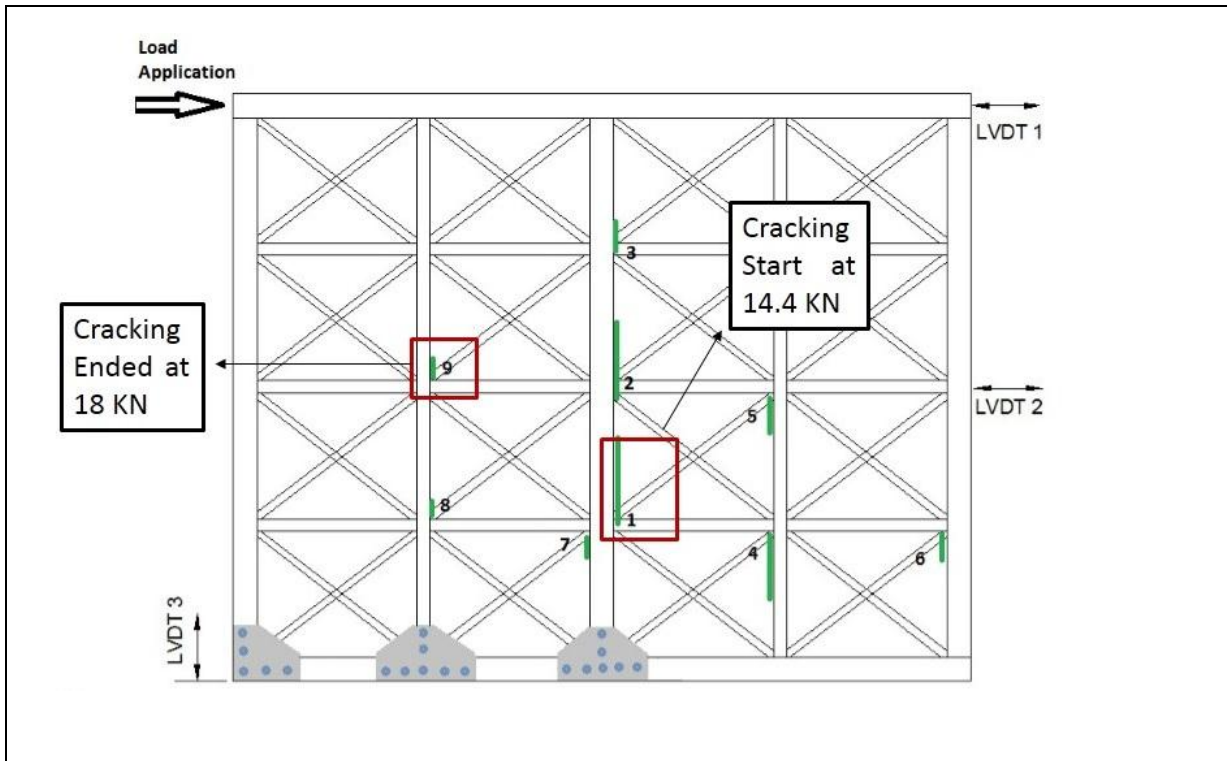 Load
Application
LVDT 1
3
Cracking
Start at
14.4 KN
Cracking
Ended at
18 KN
9
2
5
LVDT 2
8
1
7
4
6
LVDT 3